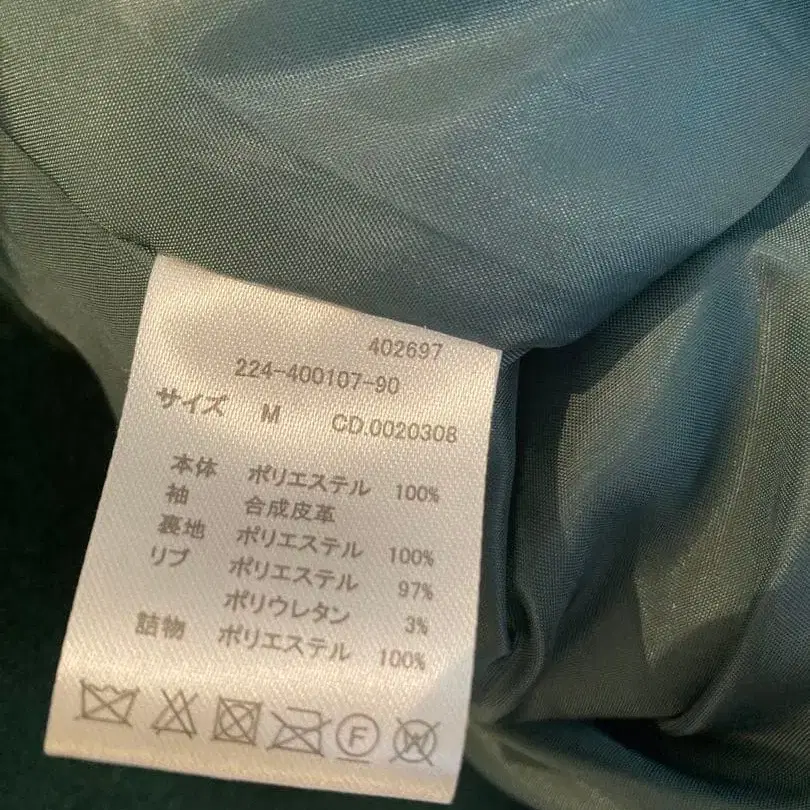 402697
224-400107-90
サイズ M CD.0020308
本体 ポリエステル 100%
袖 合成皮革
裏地 ポリエステル 100%
リブ ポリエステル 97%
ポリウレタン 3%
詰物 ポリエステル 100%
F W